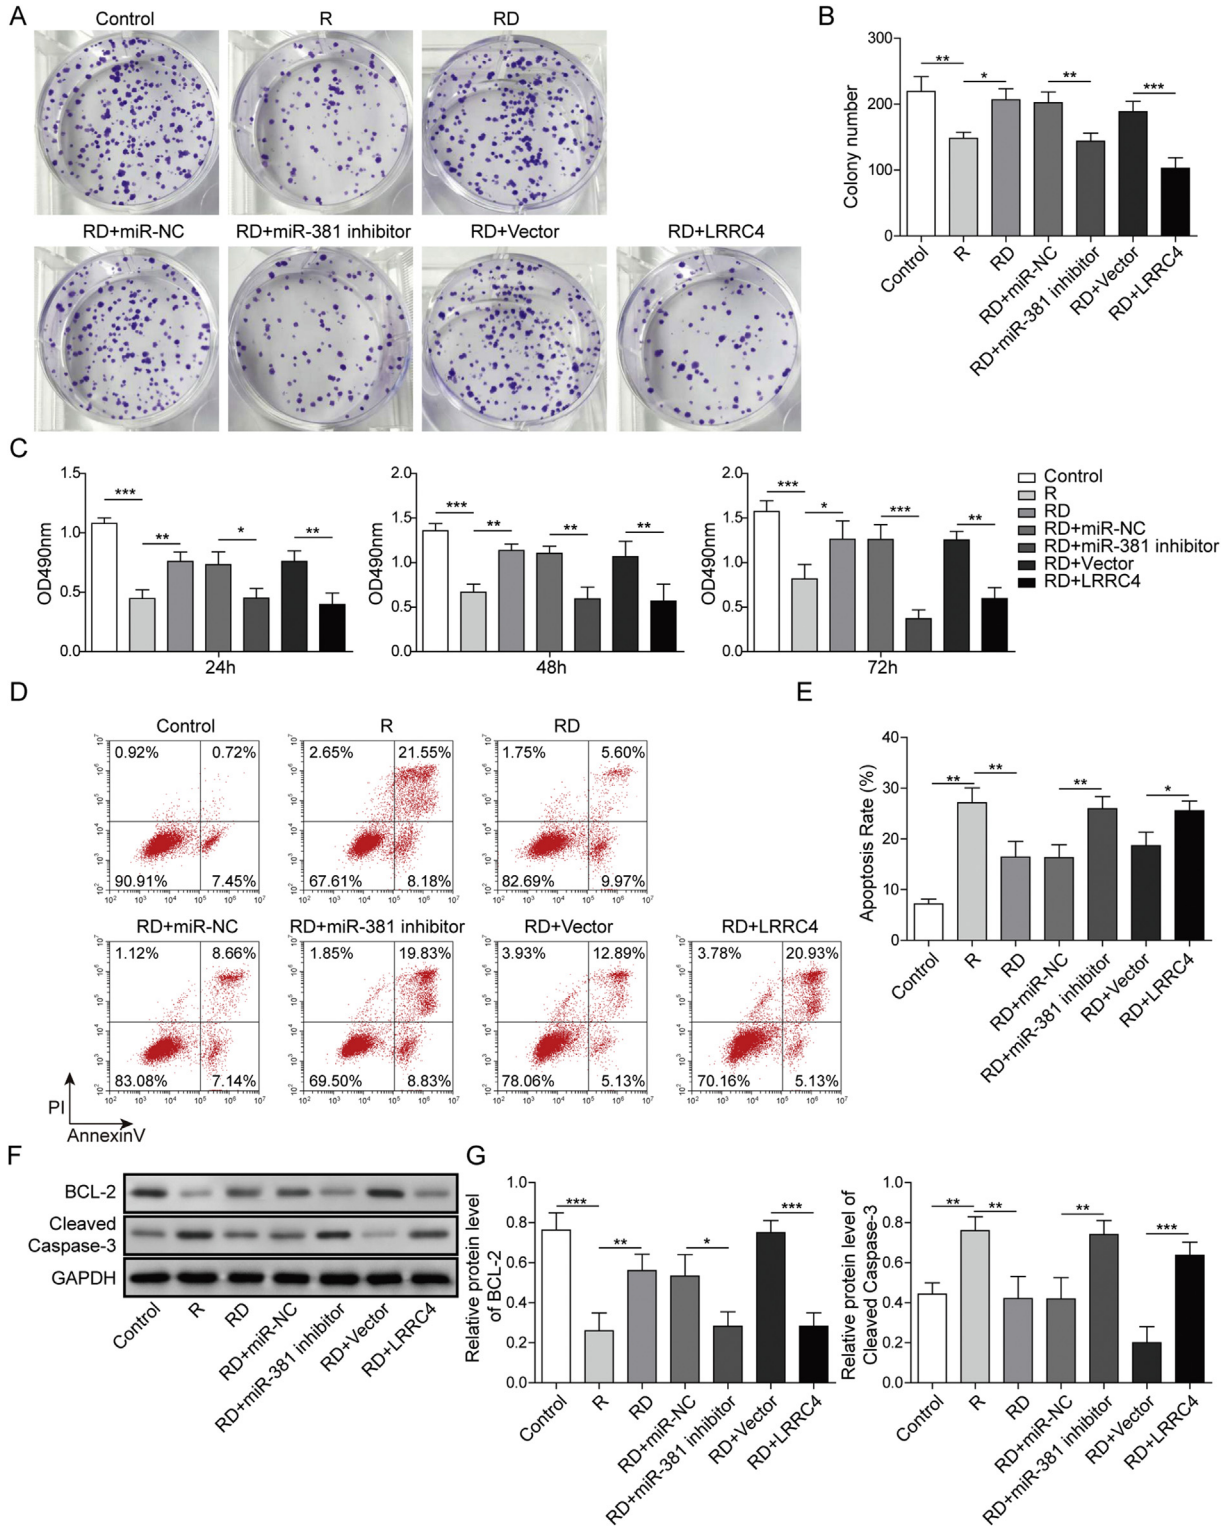 A
Control
R
RD
RD+miR-NC
RD+miR-381 inhibitor
RD+Vector
RD+LRRC4
B
Colony number
300
200
100
0
**
*
**
***
Control
R
RD
RD+miR-NC
RD+miR-381 inhibitor
RD+Vector
RD+LRRC4
C
OD490nm
1.5
1.0
0.5
0.0
***
**
*
**
24h
OD490nm
2.0
1.5
1.0
0.5
0.0
***
**
**
**
48h
OD490nm
2.0
1.5
1.0
0.5
0.0
***
*
***
**
72h
Control
R
RD
RD+miR-NC
RD+miR-381 inhibitor
RD+Vector
RD+LRRC4
D
Control
0.92% 0.72%
90.91% 7.45%
R
2.65% 21.55%
67.61% 8.18%
RD
1.75% 5.60%
82.69% 9.97%
RD+miR-NC
1.12% 8.66%
83.08% 7.14%
RD+miR-381 inhibitor
1.85% 19.83%
69.50% 8.83%
RD+Vector
3.93% 12.89%
78.06% 5.13%
RD+LRRC4
3.78% 20.93%
70.16% 5.13%
PI
AnnexinV
E
Apoptosis Rate (%)
40
30
20
10
0
**
**
**
*
Control
R
RD
RD+miR-NC
RD+miR-381 inhibitor
RD+Vector
RD+LRRC4
F
BCL-2
Cleaved
Caspase-3
GAPDH
Control
R
RD
RD+miR-NC
RD+miR-381 inhibitor
RD+Vector
RD+LRRC4
G
Relative protein level
of BCL-2
1.0
0.8
0.6
0.4
0.2
0.0
***
**
*
***
Control
R
RD
RD+miR-NC
RD+miR-381 inhibitor
RD+Vector
RD+LRRC4
Relative protein level of
Cleaved Caspase-3
1.0
0.8
0.6
0.4
0.2
0.0
**
**
**
***
Control
R
RD
RD+miR-NC
RD+miR-381 inhibitor
RD+Vector
RD+LRRC4